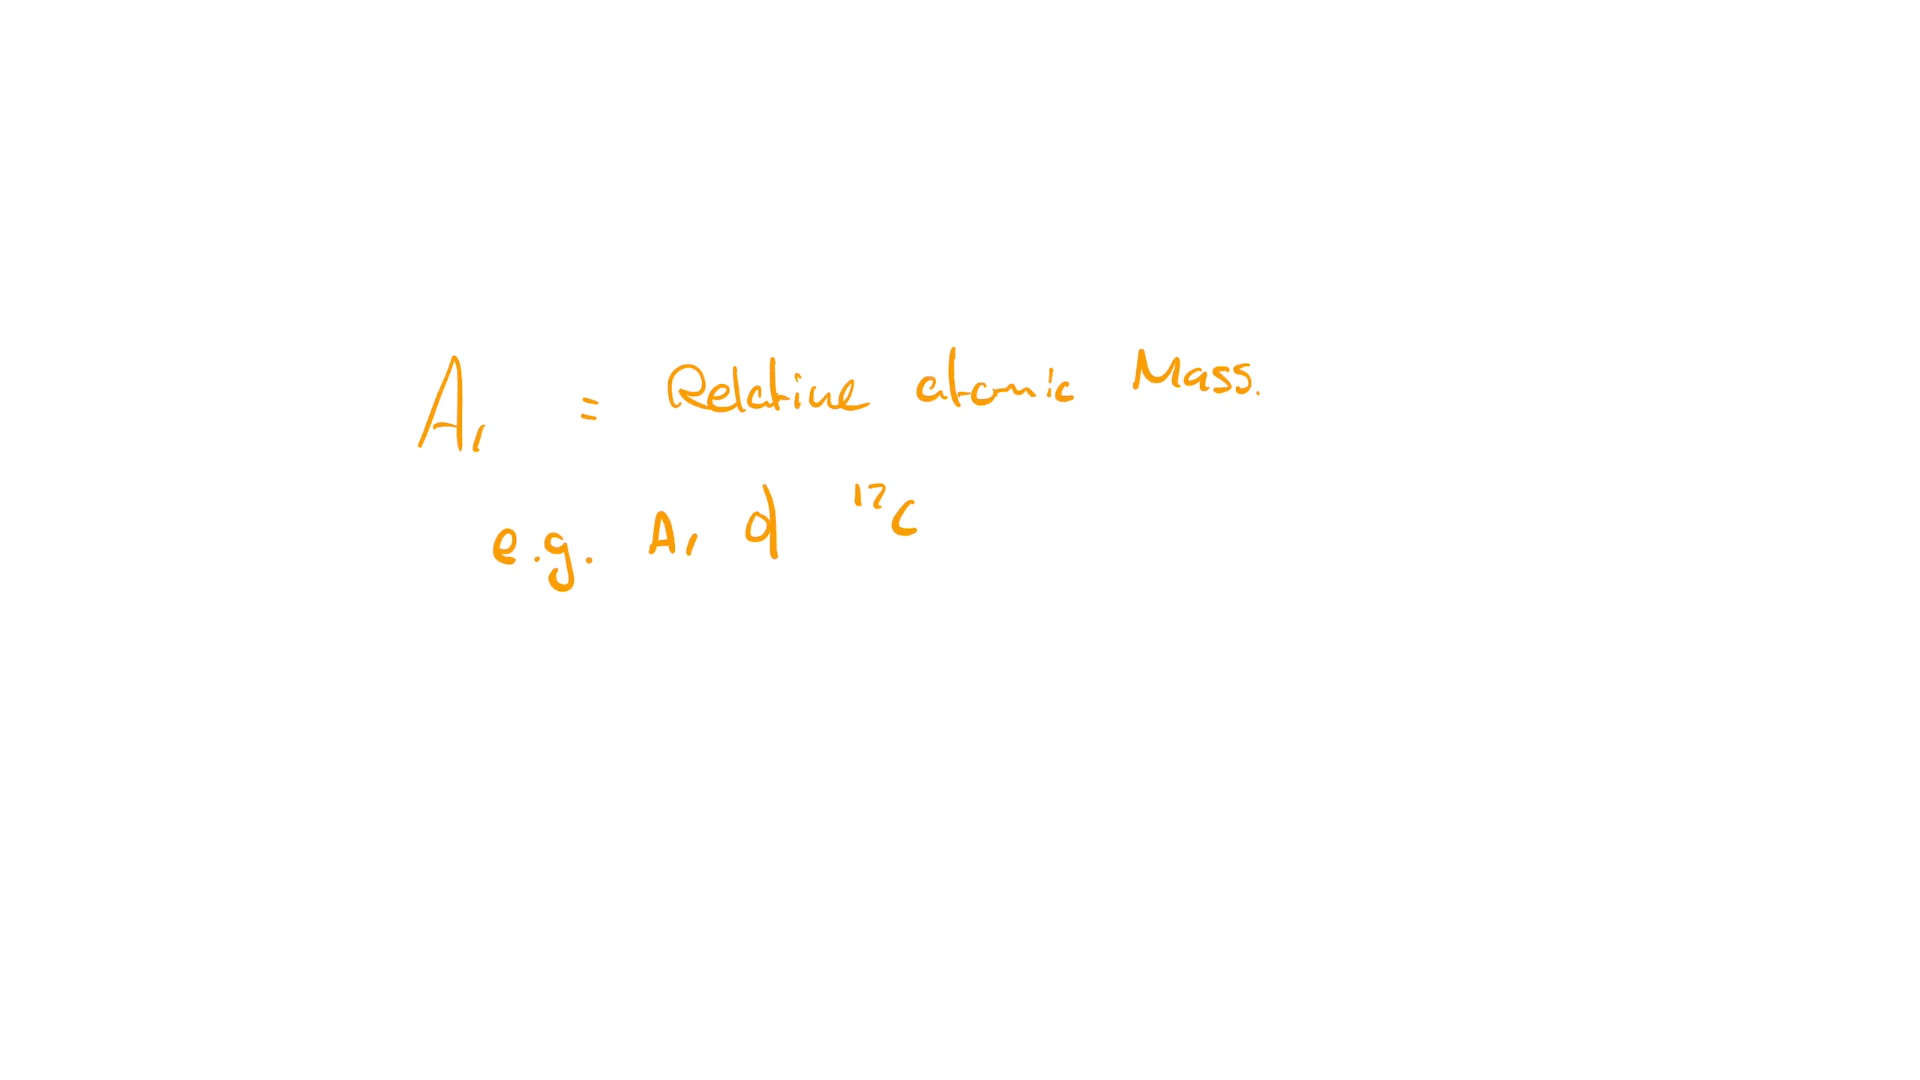 Ar = Relative atomic Mass.
e.g. Ar of ¹²C